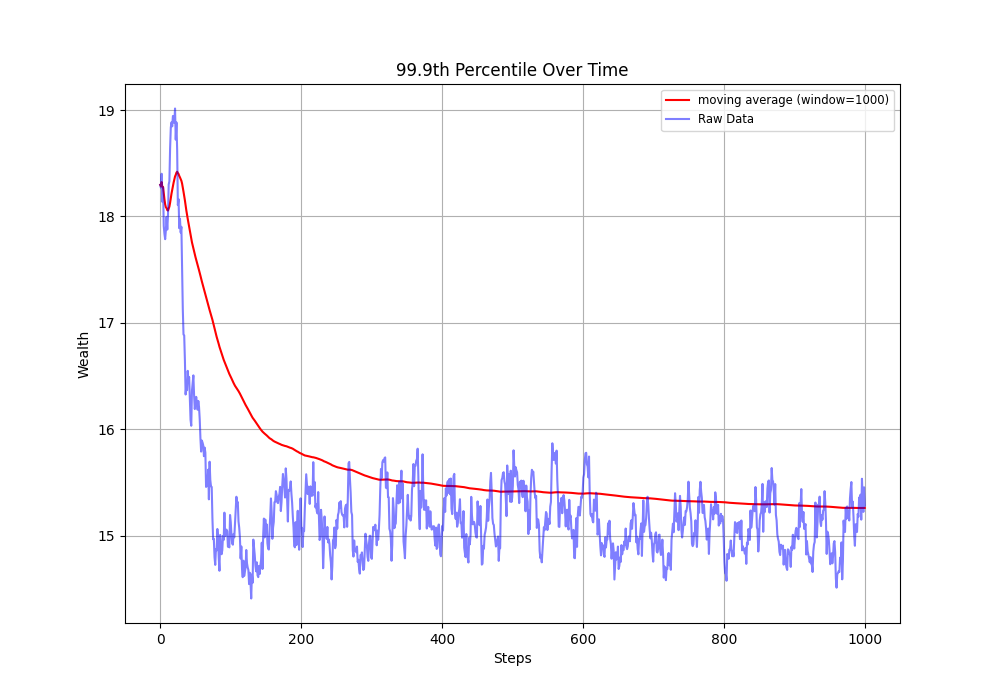 99.9th Percentile Over Time
moving average (window=1000)
Raw Data
Wealth
19
18
17
16
15
0
200
400
600
800
1000
Steps